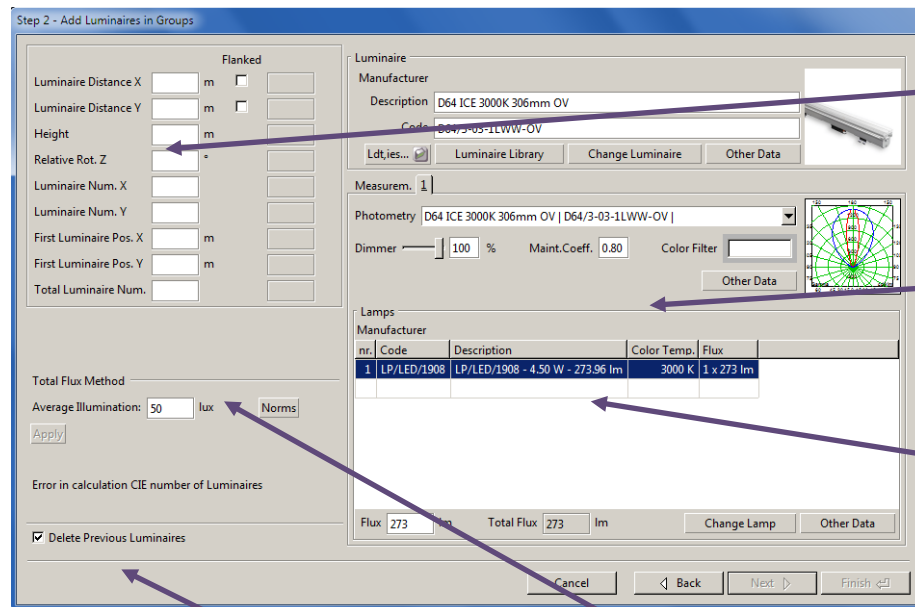 Step 2 - Add Luminaires in Groups
Flanked
Luminaire Distance X m
Luminaire Distance Y m
Height m
Relative Rot. Z °
Luminaire Num. X
Luminaire Num. Y
First Luminaire Pos. X m
First Luminaire Pos. Y m
Total Luminaire Num.
Total Flux Method
Average Illumination: 50 lux Norms
Apply
Error in calculation CIE number of Luminaires
Delete Previous Luminaires
Luminaire
Manufacturer
Description D64 ICE 3000K 306mm OV
Code D64/3-03-1LWW-OV
Ldt,ies... Luminaire Library Change Luminaire Other Data
Measurem. 1
Photometry D64 ICE 3000K 306mm OV | D64/3-03-1LWW-OV |
Dimmer 100 % Maint.Coeff. 0.80 Color Filter
Other Data
Lamps
Manufacturer
nr. Code Description Color Temp. Flux
1 LP/LED/1908 LP/LED/1908 - 4.50 W - 273.96 lm 3000 K 1 x 273 lm
Flux 273 lm Total Flux 273 lm Change Lamp Other Data
Cancel Back Next Finish